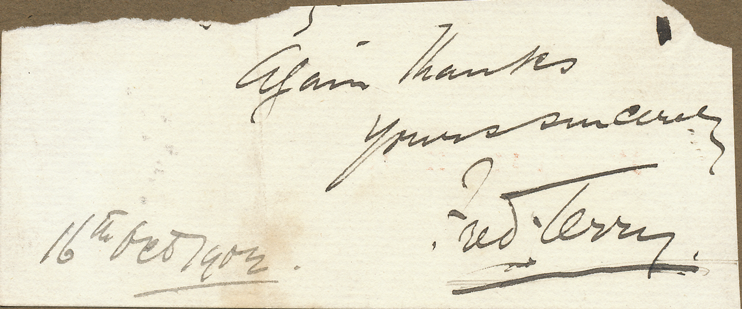 Again Thanks
Yours sincerely
Fred Terry.
16th Oct 1902.